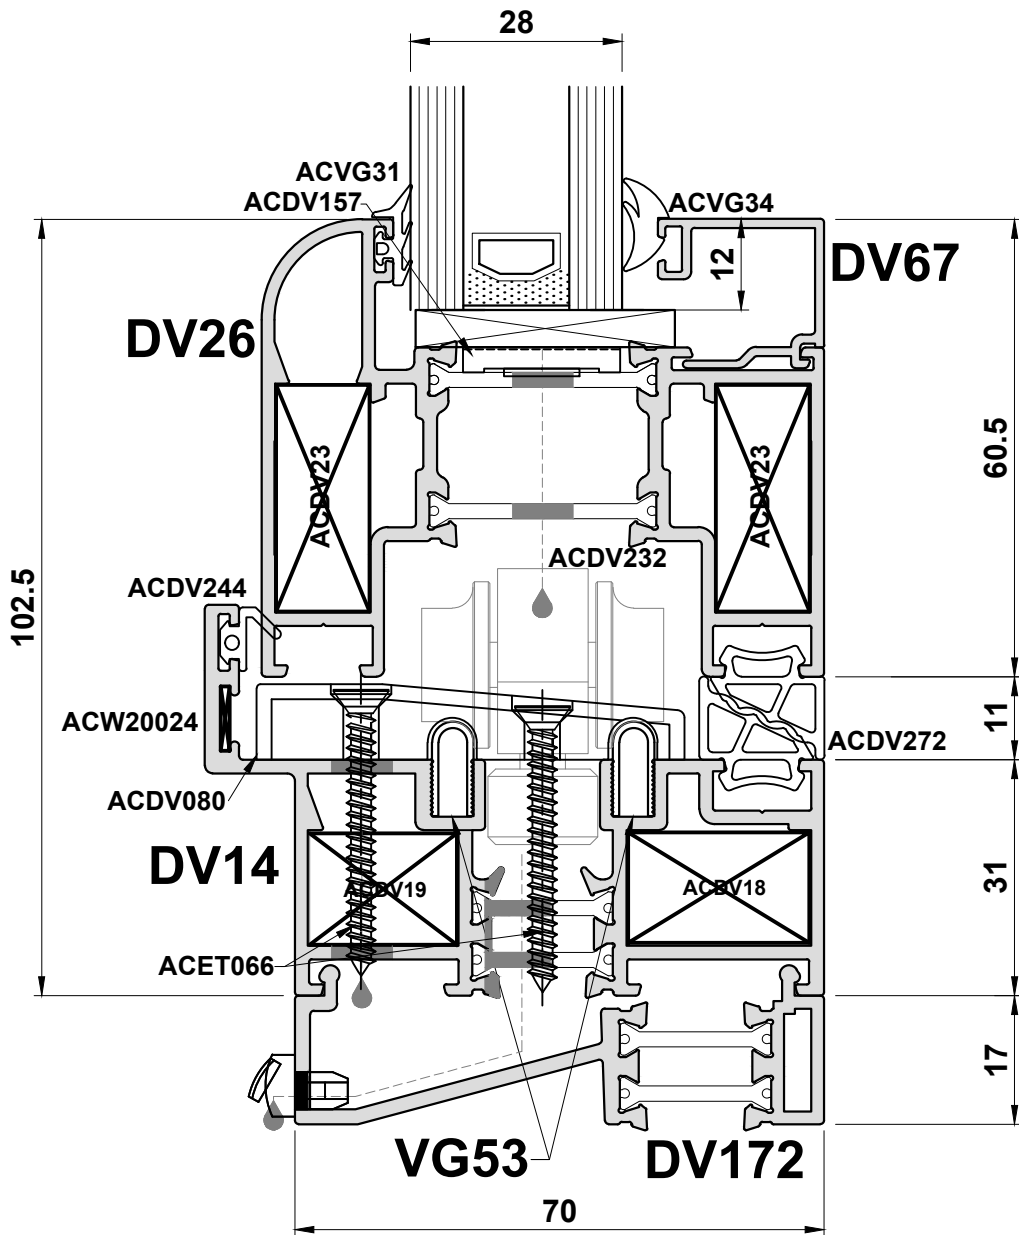 28
ACVG31
ACDV157
ACVG34
12
DV67
DV26
ACDV23
ACDV23
60.5
102.5
ACDV232
ACDV244
11
ACW20024
ACDV272
ACDV080
DV14
ACDV19
ACDV18
31
ACET066
17
VG53
DV172
70